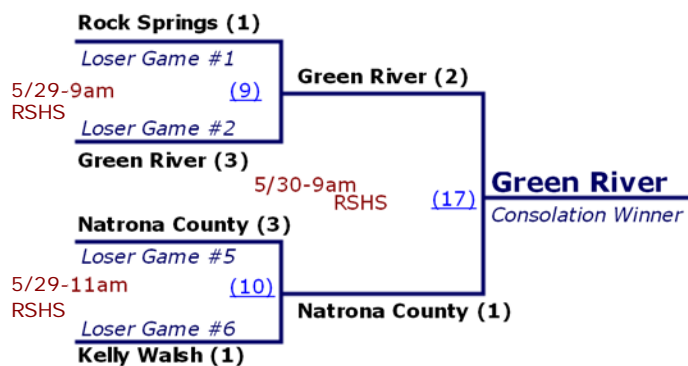 Rock Springs (1)
Loser Game #1
5/29-9am
RSHS
(9)
Green River (2)
Loser Game #2
Green River (3)
5/30-9am
RSHS
(17)
Green River
Consolation Winner
Natrona County (3)
Loser Game #5
5/29-11am
RSHS
(10)
Natrona County (1)
Loser Game #6
Kelly Walsh (1)